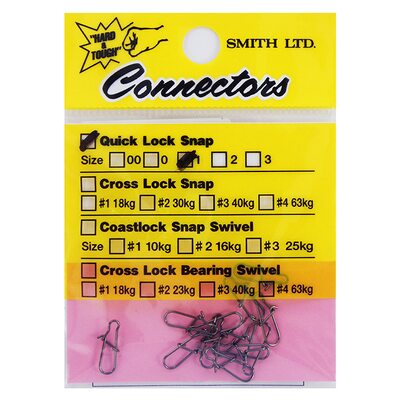 "HARD
&
TOUGH"
SMITH LTD.
Connectors
Quick Lock Snap
Size 00 0 1 2 3
Cross Lock Snap
#1 18kg #2 30kg #3 40kg #4 63kg
Coastlock Snap Swivel
Size #1 10kg #2 16kg #3 25kg
Cross Lock Bearing Swivel
#1 18kg #2 23kg #3 40kg #4 63kg